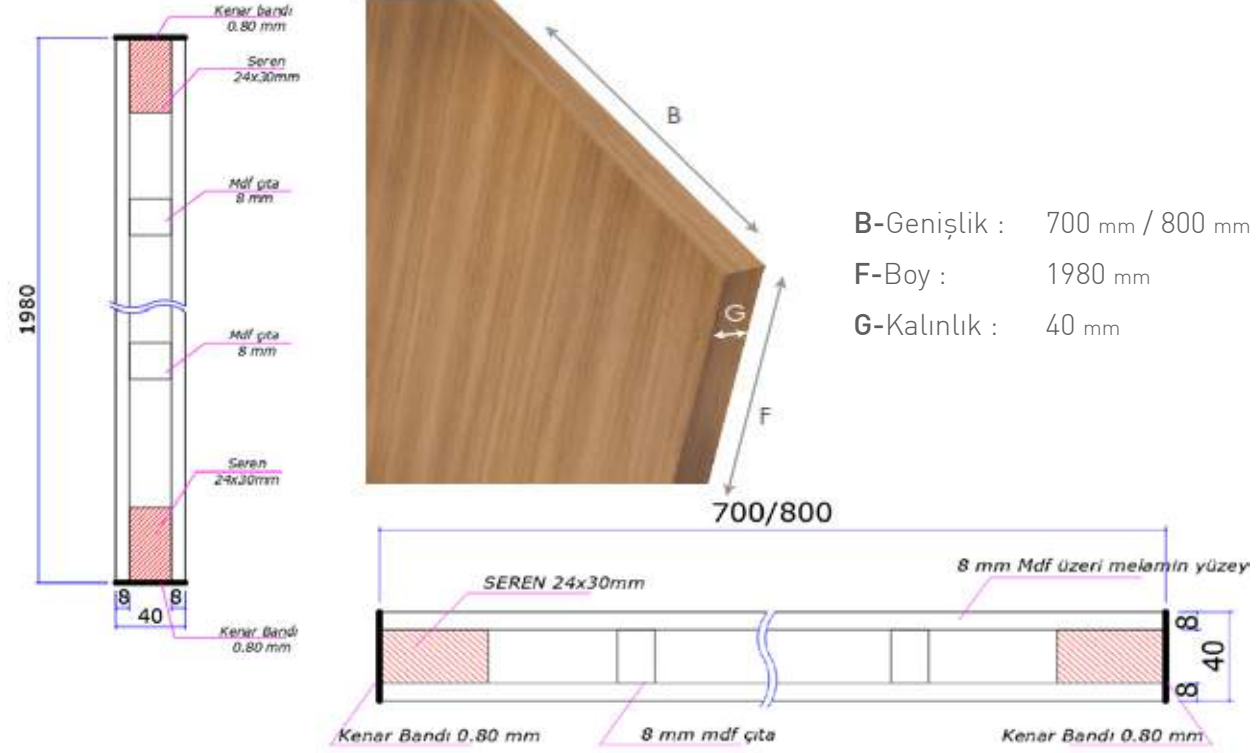 Kenar bandı
0.80 mm
Seren
24x30mm
Mdf çıta
8 mm
1980
Mdf çıta
8 mm
Seren
24x30mm
8 8
40
Kenar Bandı
0.80 mm
B
G
F
B-Genişlik : 700 mm / 800 mm
F-Boy : 1980 mm
G-Kalınlık : 40 mm
700/800
SEREN 24x30mm
8 mm Mdf üzeri melamin yüzey
8
40
8
Kenar Bandı 0.80 mm
8 mm mdf çıta
Kenar Bandı 0.80 mm